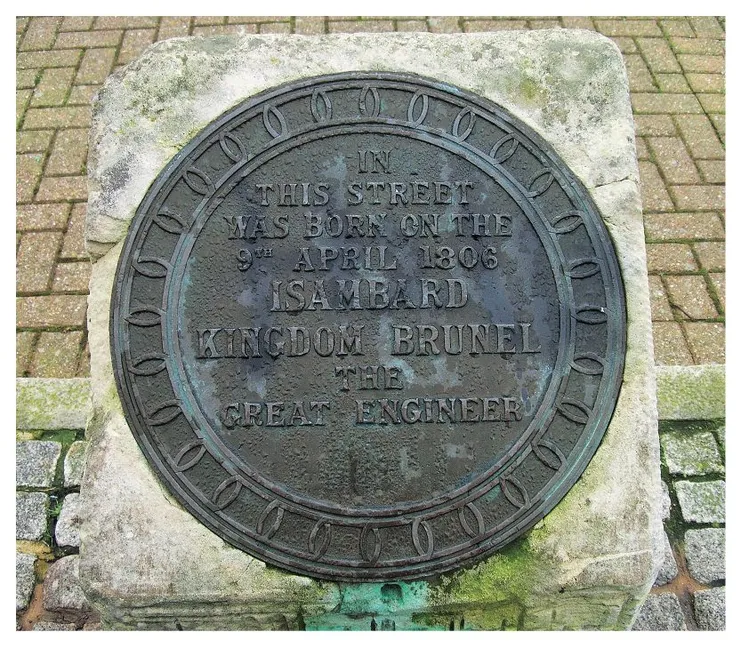 IN
THIS STREET
WAS BORN ON THE
9TH APRIL 1806
ISAMBARD
KINGDOM BRUNEL
THE
GREAT ENGINEER